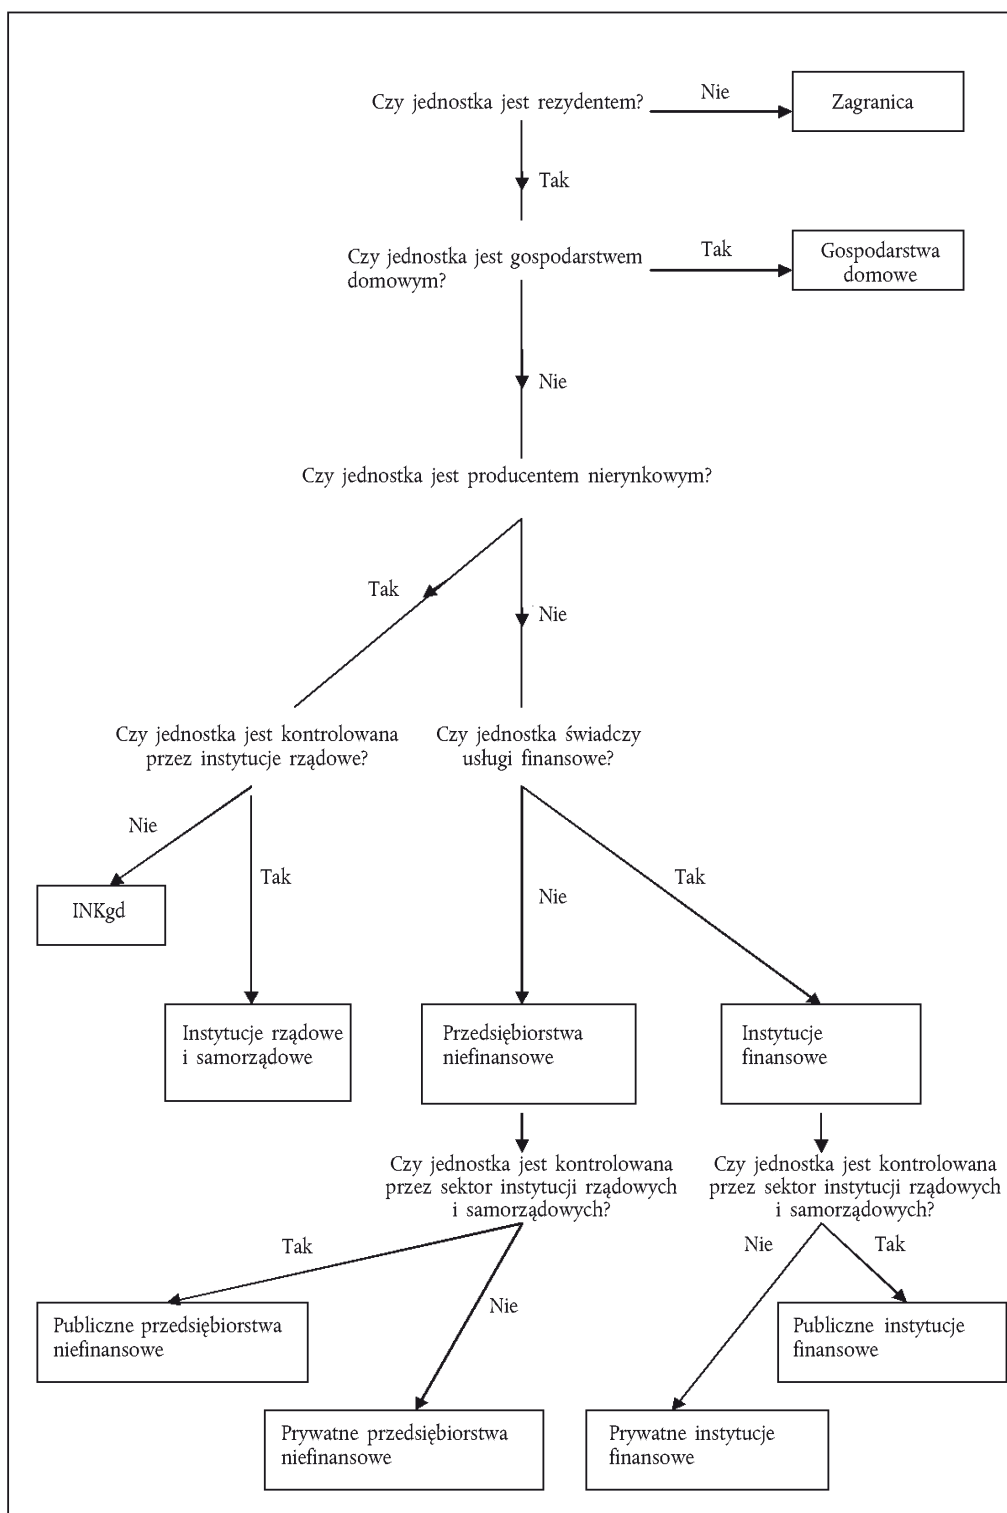 Czy jednostka jest rezydentem?
Nie
Zagranica
Tak
Czy jednostka jest gospodarstwem
domowym?
Tak
Gospodarstwa
domowe
Nie
Czy jednostka jest producentem nierynkowym?
Tak
Nie
Czy jednostka jest kontrolowana
przez instytucje rządowe?
Czy jednostka świadczy
usługi finansowe?
Nie
Tak
Nie
Tak
INKgd
Instytucje rządowe
i samorządowe
Przedsiębiorstwa
niefinansowe
Instytucje
finansowe
Czy jednostka jest kontrolowana
przez sektor instytucji rządowych
i samorządowych?
Czy jednostka jest kontrolowana
przez sektor instytucji rządowych
i samorządowych?
Tak
Nie
Nie
Tak
Publiczne przedsiębiorstwa
niefinansowe
Publiczne instytucje
finansowe
Prywatne przedsiębiorstwa
niefinansowe
Prywatne instytucje
finansowe